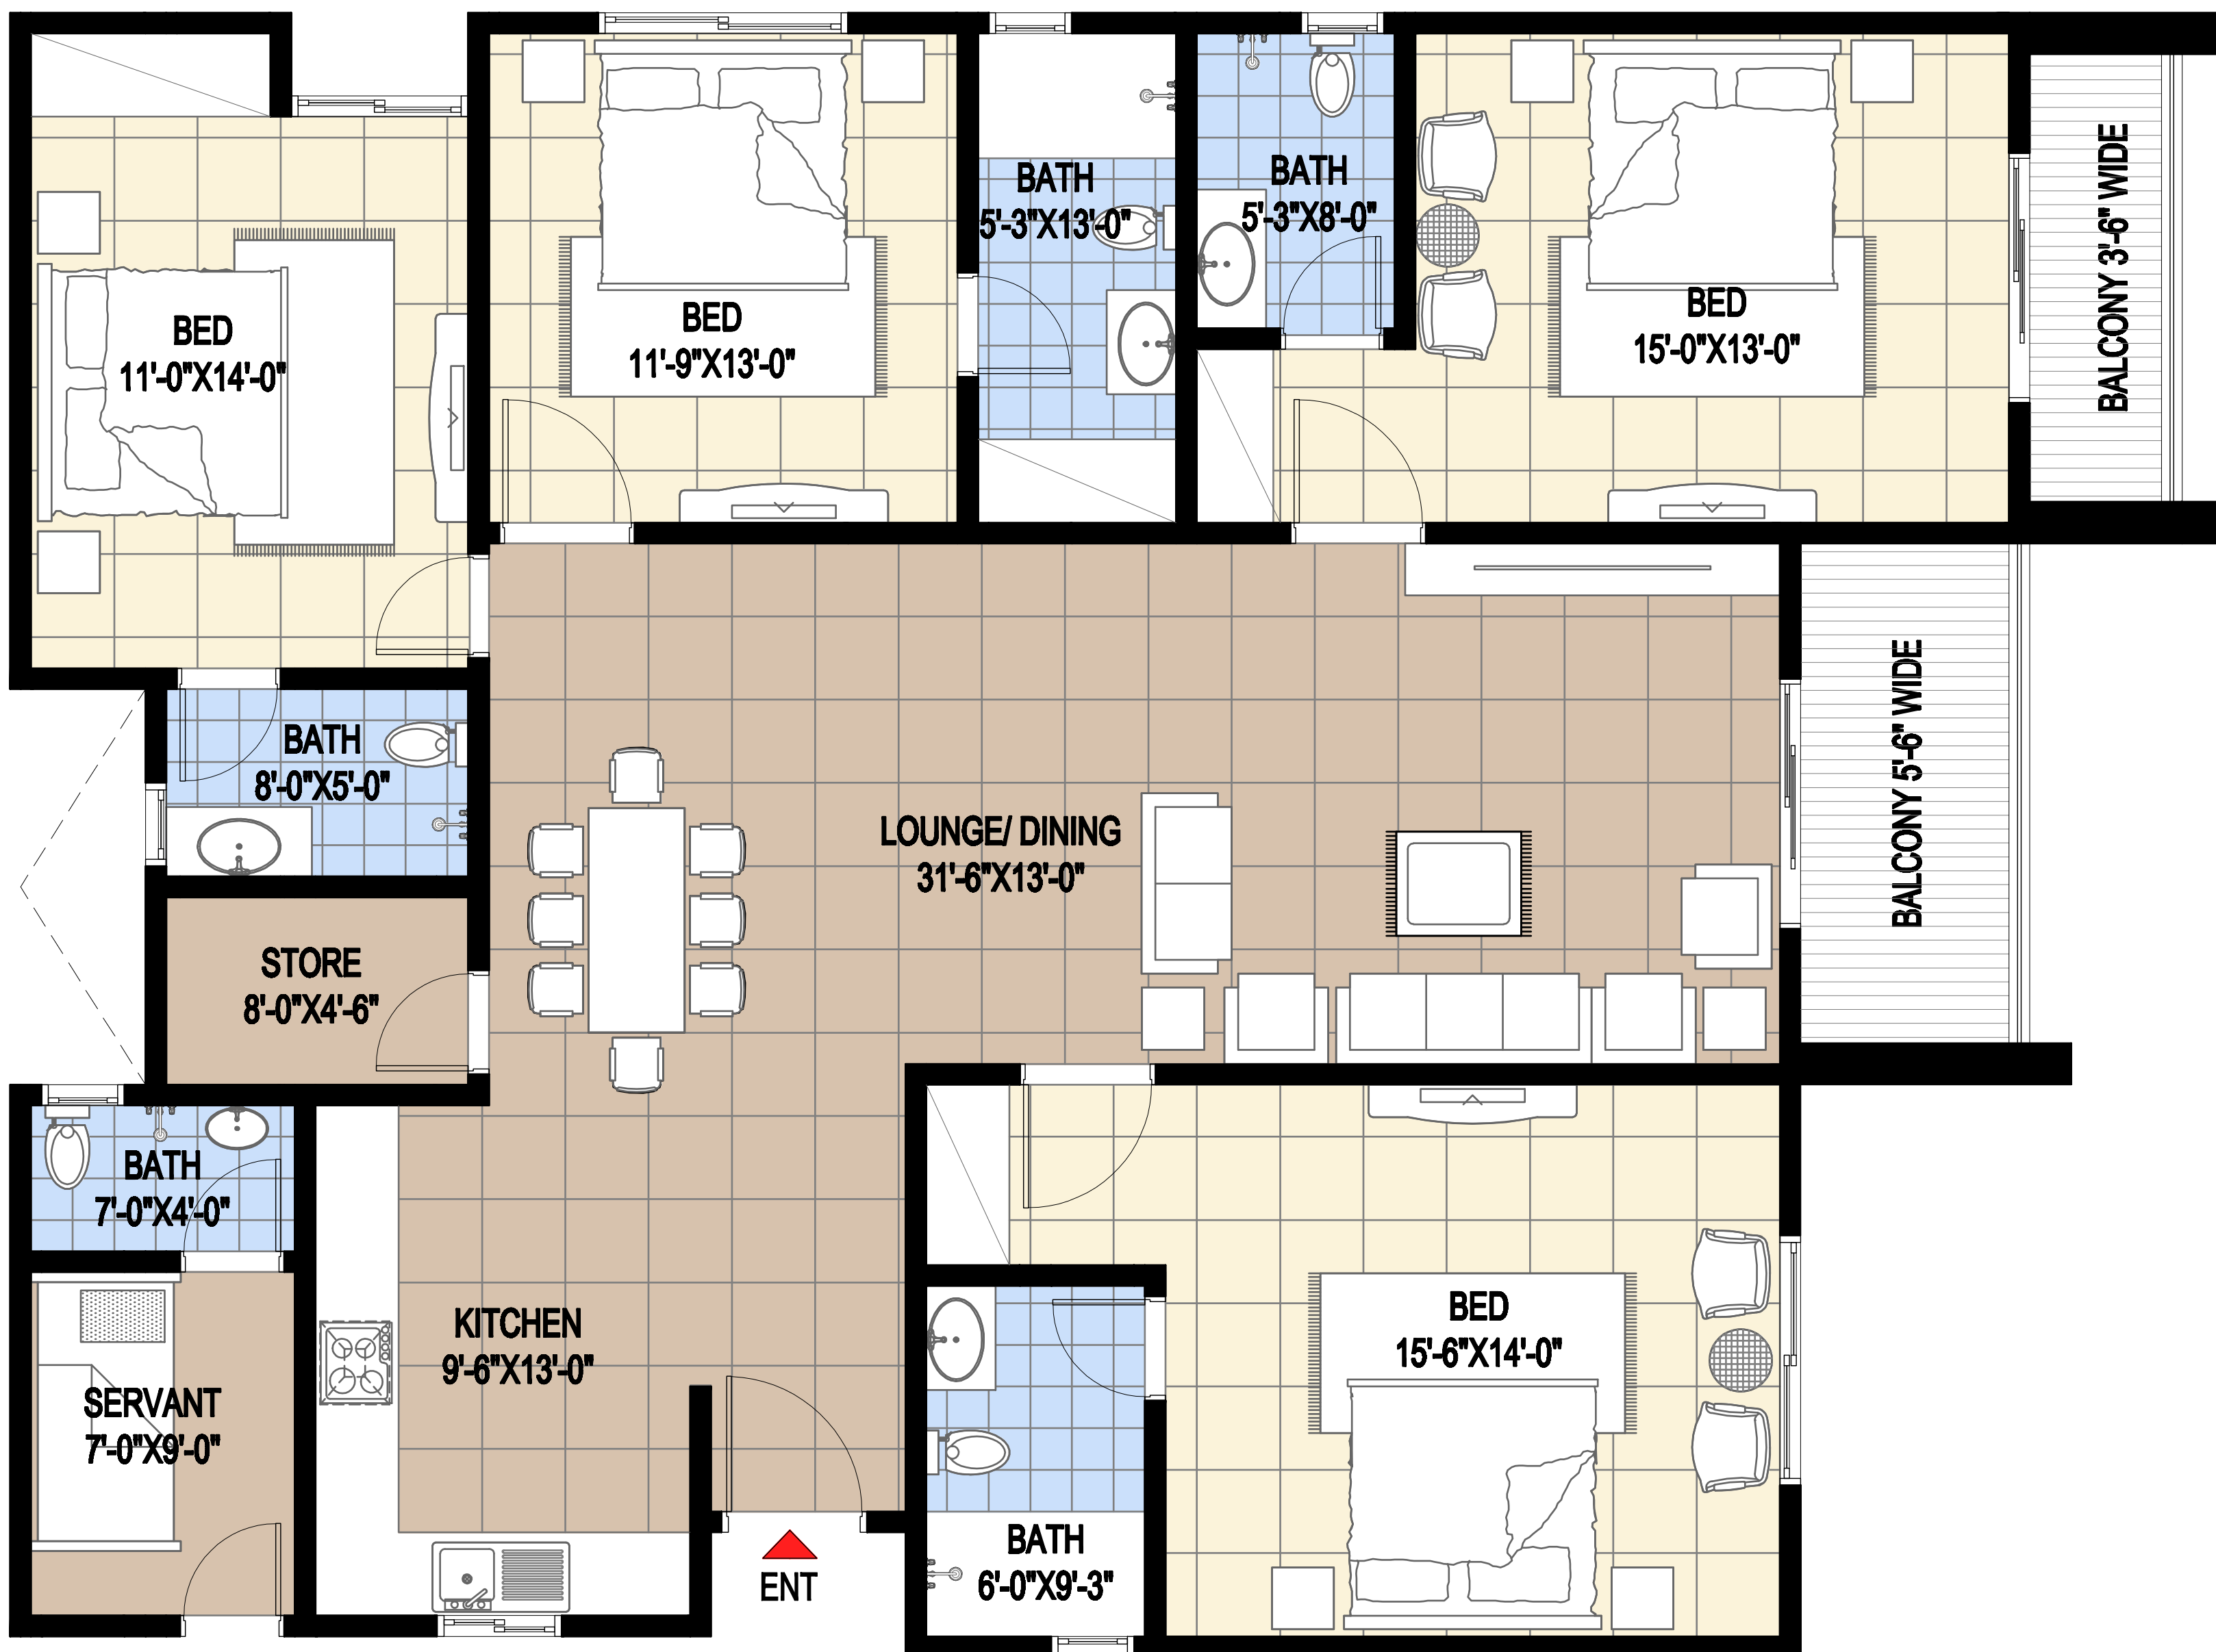 BATH
5'-3"X13'-0"
BATH
5'-3"X8'-0"
BALCONY 3'-6" WIDE
BED
11'-0"X14'-0"
BED
11'-9"X13'-0"
BED
15'-0"X13'-0"
BATH
8'-0"X5'-0"
LOUNGE/ DINING
31'-6"X13'-0"
BALCONY 5'-6" WIDE
STORE
8'-0"X4'-6"
BATH
7'-0"X4'-0"
KITCHEN
9'-6"X13'-0"
BED
15'-6"X14'-0"
SERVANT
7'-0"X9'-0"
BATH
6'-0"X9'-3"
ENT